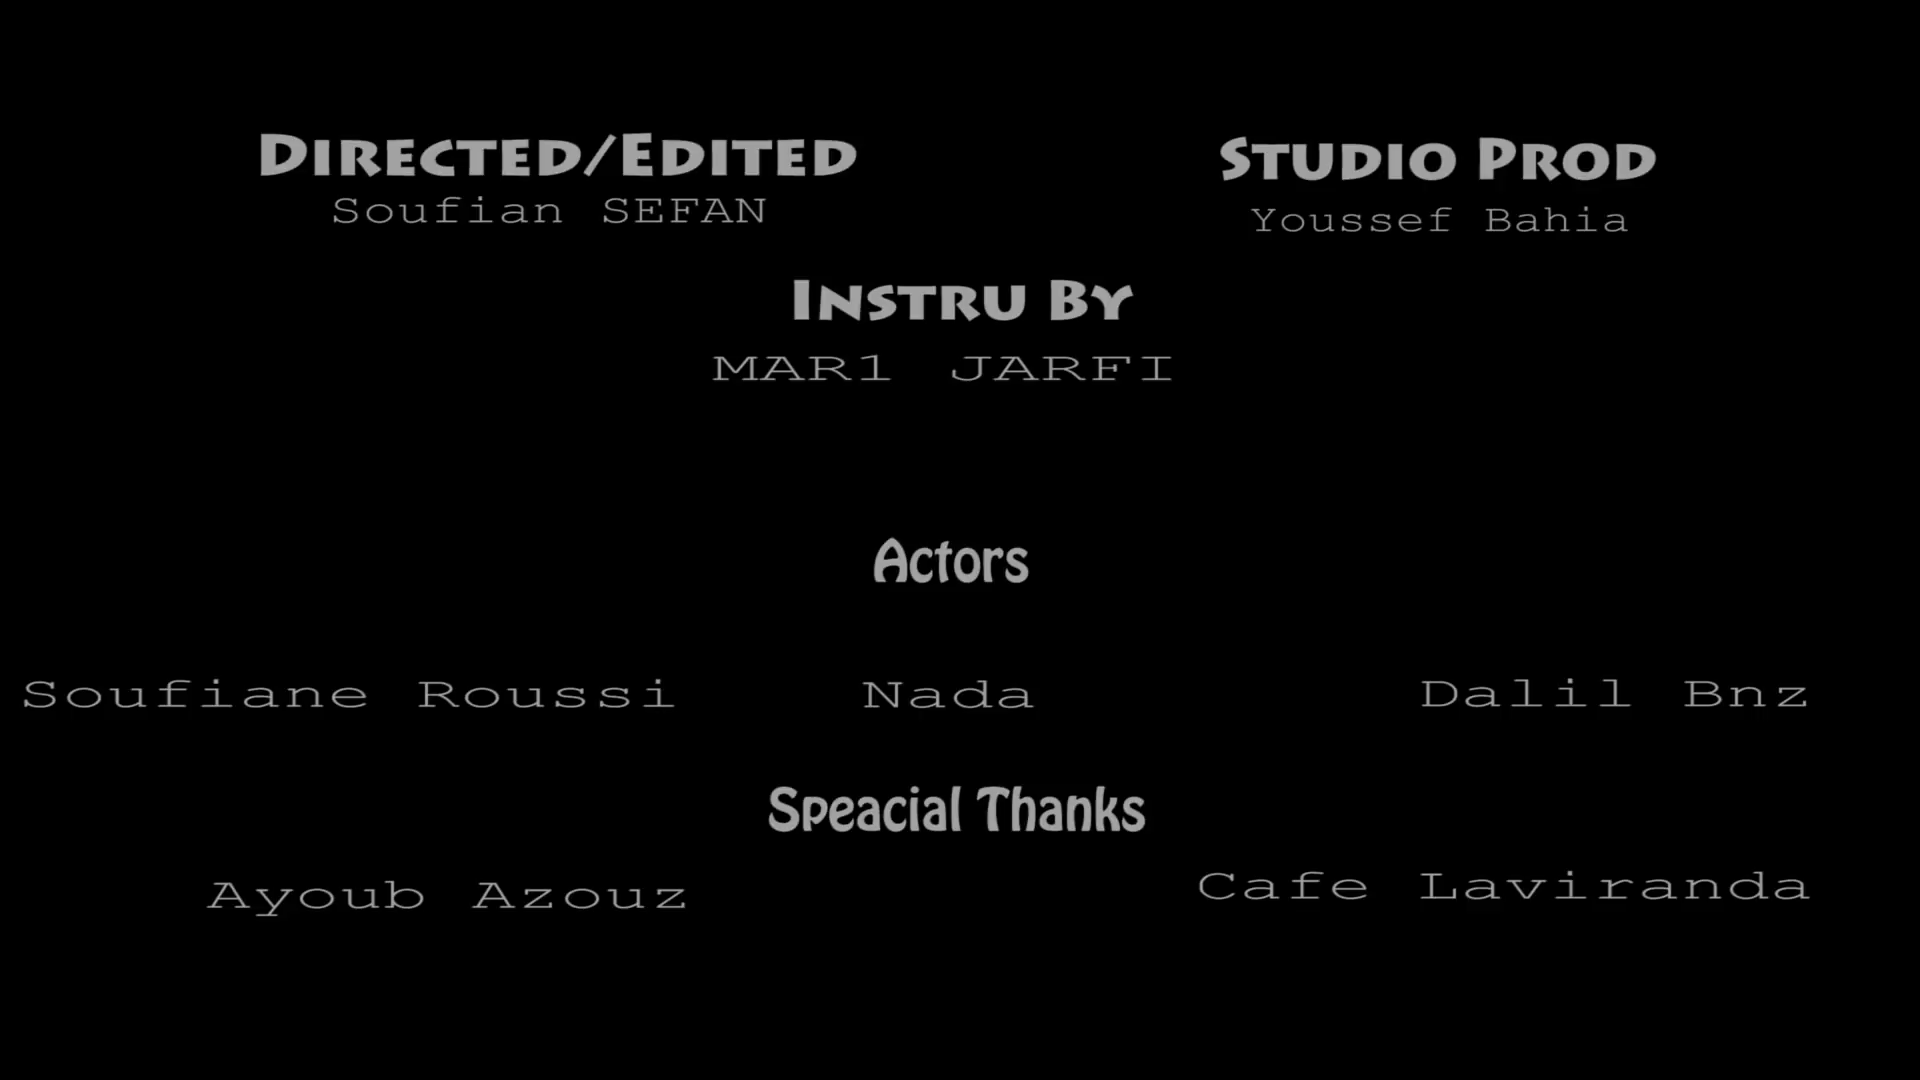 Directed/Edited
Soufian SEFAN
Studio Prod
Youssef Bahia
Instru By
MAR1 JARFI
Actors
Soufiane Roussi
Nada
Dalil Bnz
Speacial Thanks
Ayoub Azouz
Cafe Laviranda